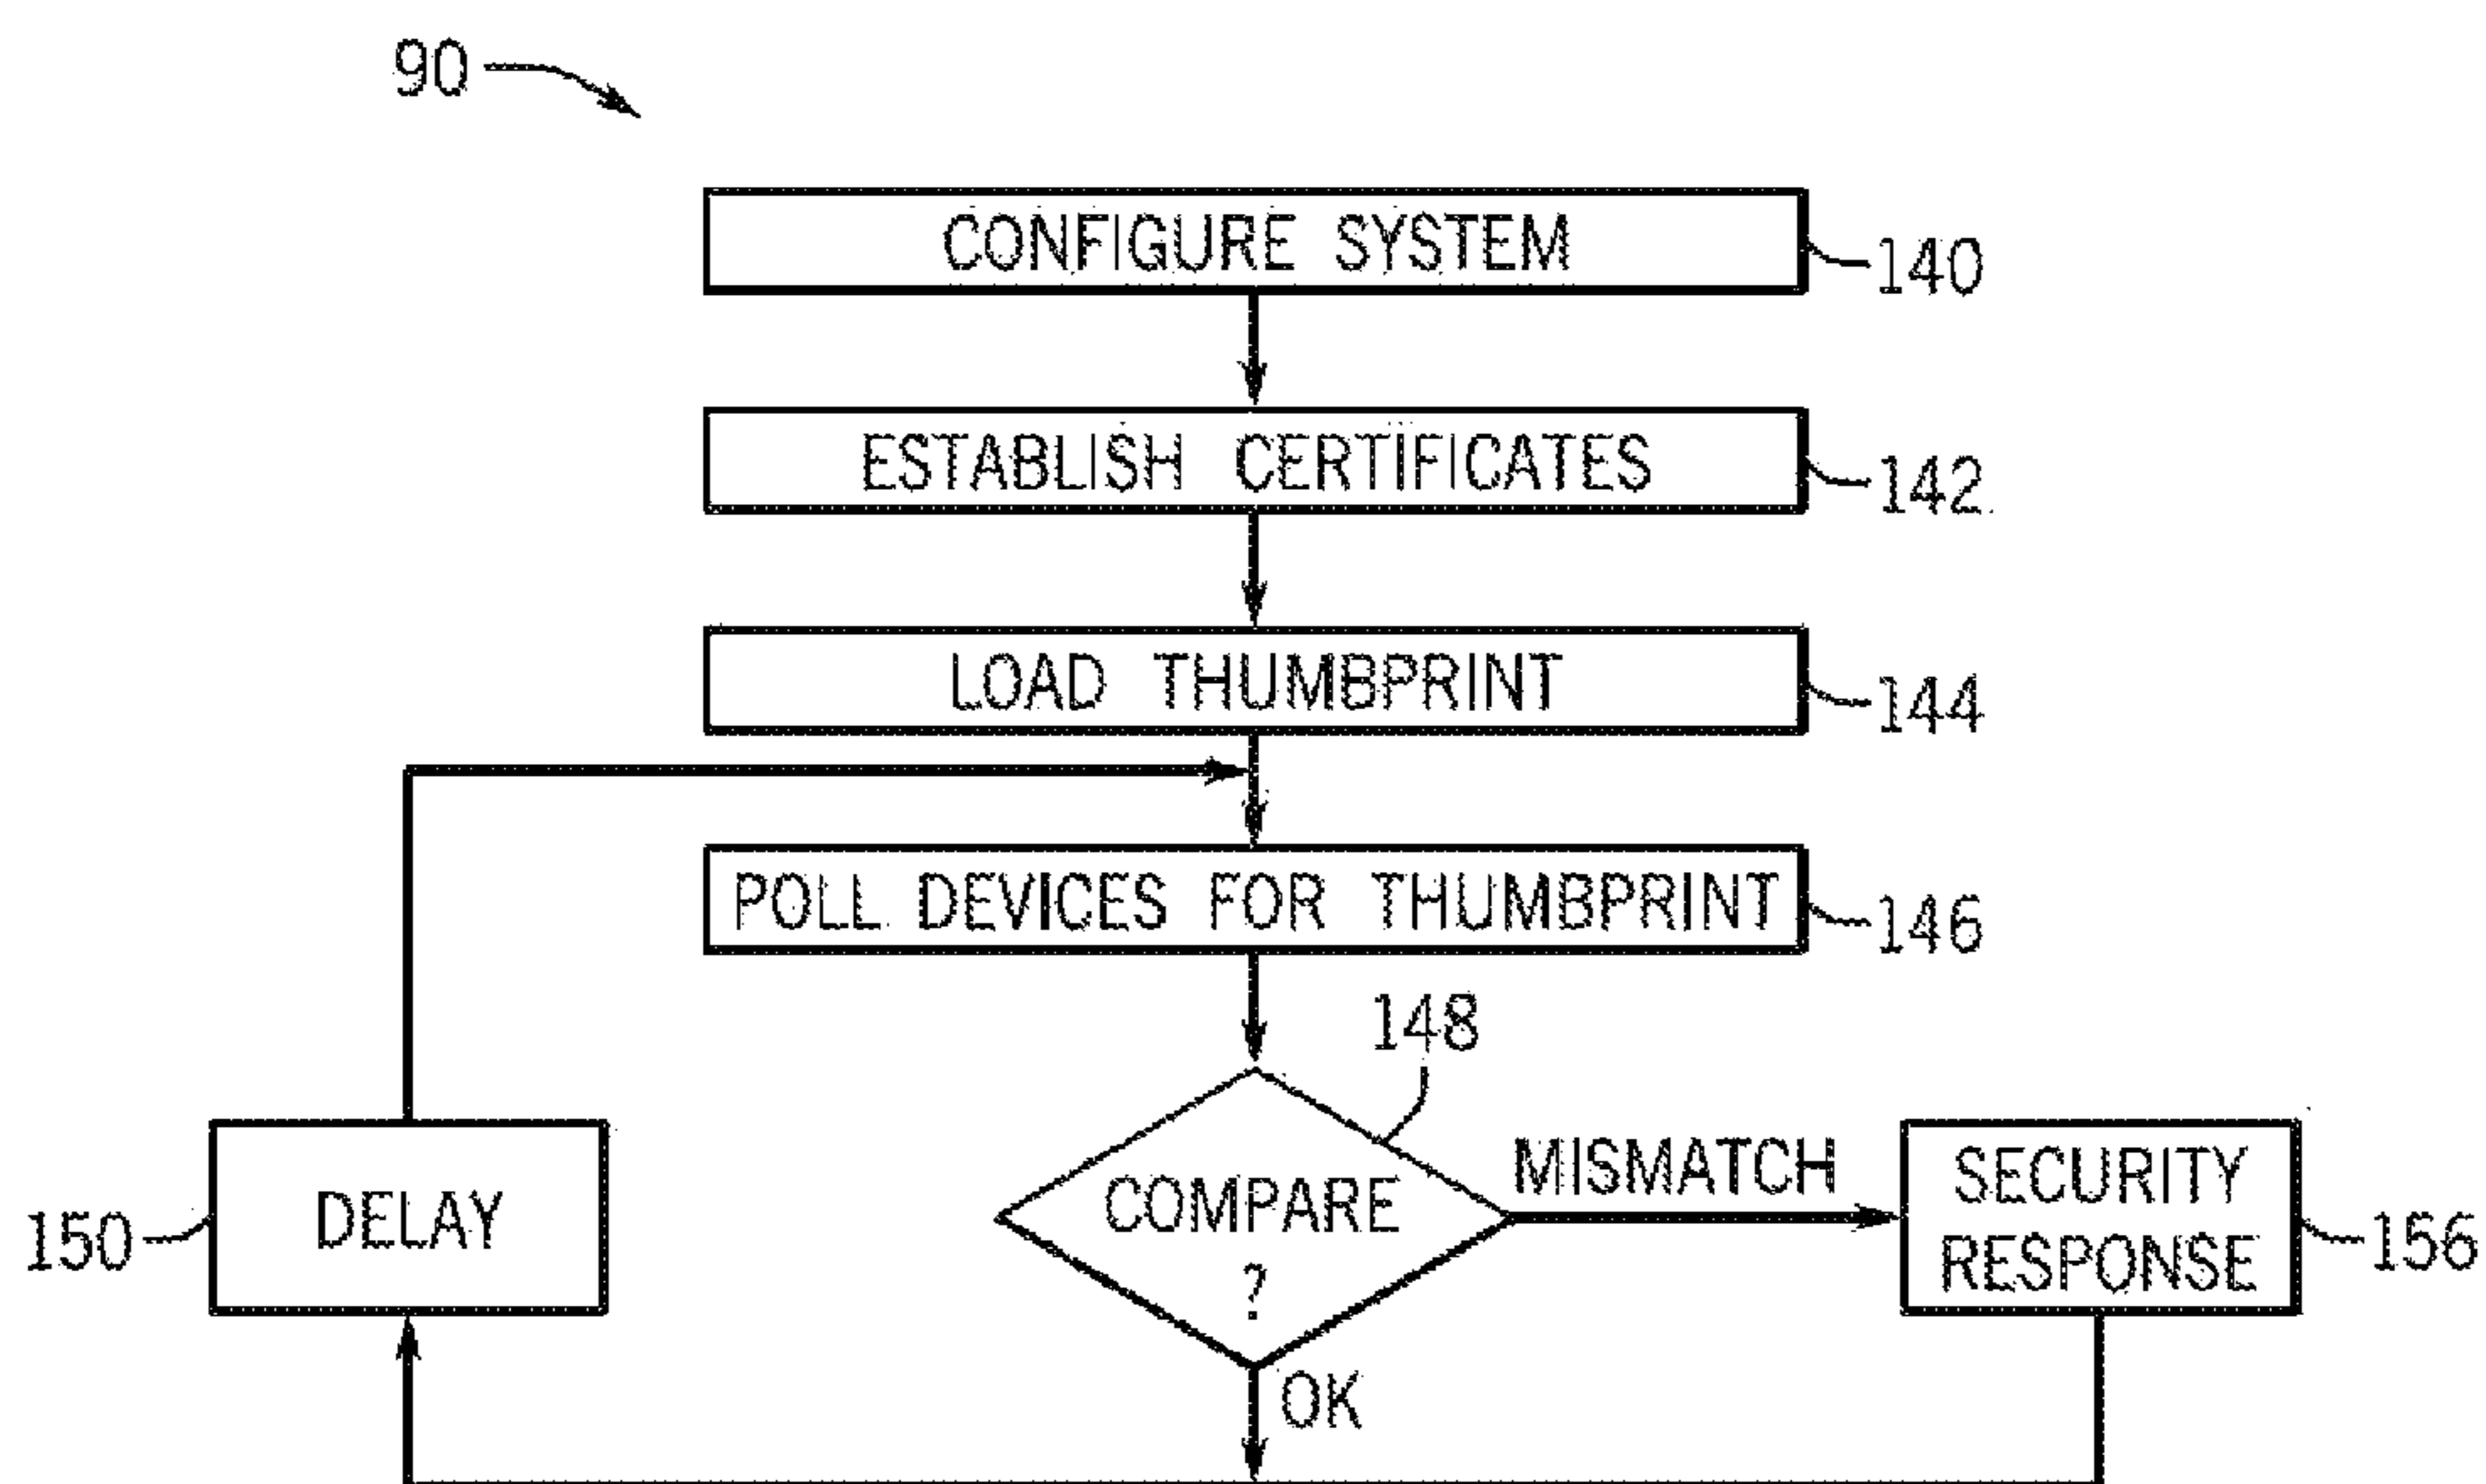 90
CONFIGURE SYSTEM
140
ESTABLISH CERTIFICATES
142
LOAD THUMBPRINT
144
POLL DEVICES FOR THUMBPRINT
146
148
MISMATCH
SECURITY
RESPONSE
156
COMPARE
?
DELAY
150
OK